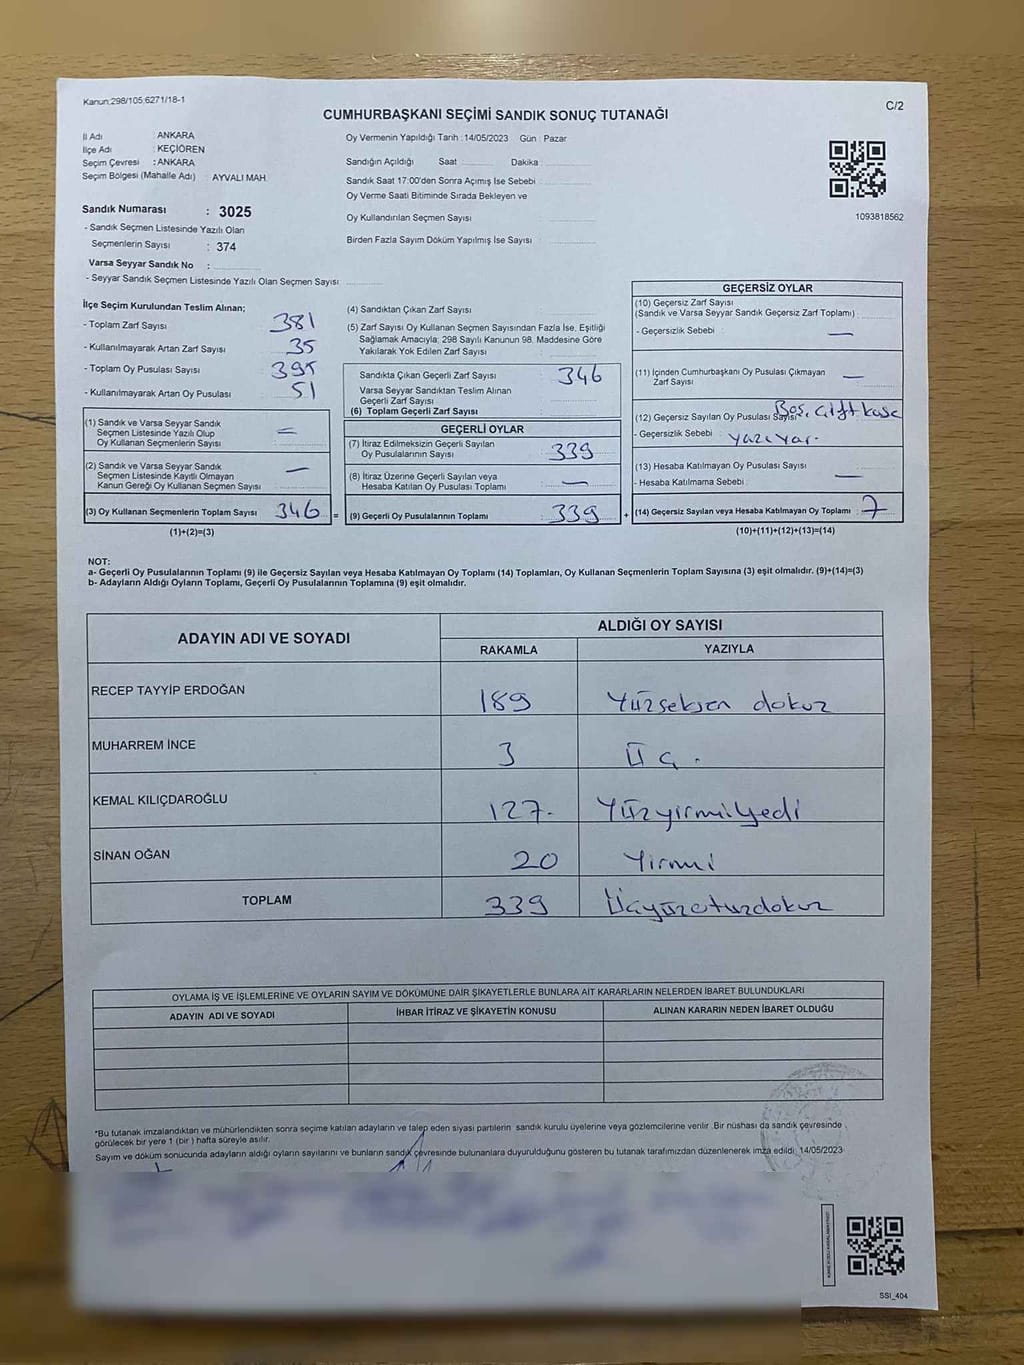 Kanun:298/105,6271/18-1
C/2
CUMHURBAŞKANI SEÇİMİ SANDIK SONUÇ TUTANAĞI
İl Adı ANKARA
İlçe Adı : KEÇİÖREN
Seçim Çevresi : ANKARA
Seçim Bölgesi (Mahalle Adı) : AYVALI MAH.
Oy Vermenin Yapıldığı Tarih :14/05/2023 Gün : Pazar
Sandığın Açıldığı Saat Dakika
Sandık Saat 17:00'den Sonra Açımış İse Sebebi
Oy Verme Saati Bitiminde Sırada Bekleyen ve
Oy Kullandırılan Seçmen Sayısı
Birden Fazla Sayım Döküm Yapılmış İse Sayısı
1093818562
Sandık Numarası : 3025
- Sandık Seçmen Listesinde Yazılı Olan
Seçmenlerin Sayısı : 374
Varsa Seyyar Sandık No :
- Seyyar Sandık Seçmen Listesinde Yazılı Olan Seçmen Sayısı
İlçe Seçim Kurulundan Teslim Alınan;
- Toplam Zarf Sayısı 381
- Kullanılmayarak Artan Zarf Sayısı 35
- Toplam Oy Pusulası Sayısı 395
- Kullanılmayarak Artan Oy Pusulası 51
(1) Sandık ve Varsa Seyyar Sandık
Seçmen Listesinde Yazılı Olup
Oy Kullanan Seçmenlerin Sayısı
(2) Sandık ve Varsa Seyyar Sandık
Seçmen Listesinde Kayıtlı Olmayan
Kanun Gereği Oy Kullanan Seçmen Sayısı
(3) Oy Kullanan Seçmenlerin Toplam Sayısı 346
(1)+(2)=(3)
(4) Sandıktan Çıkan Zarf Sayısı
(5) Zarf Sayısı Oy Kullanan Seçmen Sayısından Fazla İse, Eşitliği
Sağlamak Amacıyla; 298 Sayılı Kanunun 98. Maddesine Göre
Yakılarak Yok Edilen Zarf Sayısı
Sandıkta Çıkan Geçerli Zarf Sayısı 346
Varsa Seyyar Sandıktan Teslim Alınan
Geçerli Zarf Sayısı
(6) Toplam Geçerli Zarf Sayısı
GEÇERLİ OYLAR
(7) İtiraz Edilmeksizin Geçerli Sayılan
Oy Pusulalarının Sayısı 339
(8) İtiraz Üzerine Geçerli Sayılan veya
Hesaba Katılan Oy Pusulası Toplamı
= (9) Geçerli Oy Pusulalarının Toplamı 339 +
GEÇERSİZ OYLAR
(10) Geçersiz Zarf Sayısı
(Sandık ve Varsa Seyyar Sandık Geçersiz Zarf Toplamı)
- Geçersizlik Sebebi
(11) İçinden Cumhurbaşkanı Oy Pusulası Çıkmayan
Zarf Sayısı
(12) Geçersiz Sayılan Oy Pusulası Sayısı Boş, çift kaşe
- Geçersizlik Sebebi yazıyar.
(13) Hesaba Katılmayan Oy Pusulası Sayısı
- Hesaba Katılmama Sebebi
(14) Geçersiz Sayılan veya Hesaba Katılmayan Oy Toplamı 7
(10)+(11)+(12)+(13)=(14)
NOT:
a- Geçerli Oy Pusulalarının Toplamı (9) ile Geçersiz Sayılan veya Hesaba Katılmayan Oy Toplamı (14) Toplamları, Oy Kullanan Seçmenlerin Toplam Sayısına (3) eşit olmalıdır. (9)+(14)=(3)
b- Adayların Aldığı Oyların Toplamı, Geçerli Oy Pusulalarının Toplamına (9) eşit olmalıdır.
ADAYIN ADI VE SOYADI ALDIĞI OY SAYISI
RAKAMLA YAZIYLA
RECEP TAYYİP ERDOĞAN 189 Yüzseksen dokuz
MUHARREM İNCE 3 Üç.
KEMAL KILIÇDAROĞLU 127. Yüzyirmiyedi
SİNAN OĞAN 20 Yirmi
TOPLAM 339 Üçyüzotuzdokuz
OYLAMA İŞ VE İŞLEMLERİNE VE OYLARIN SAYIM VE DÖKÜMÜNE DAİR ŞİKAYETLERLE BUNLARA AİT KARARLARIN NELERDEN İBARET BULUNDUKLARI
ADAYIN ADI VE SOYADI İHBAR İTİRAZ VE ŞİKAYETİN KONUSU ALINAN KARARIN NEDEN İBARET OLDUĞU
*Bu tutanak imzalandıktan ve mühürlendikten sonra seçime katılan adayların ve talep eden siyasi partilerin sandık kurulu üyelerine veya gözlemcilerine verilir. Bir nüshası da sandık çevresinde
görülecek bir yere 1 (bir) hafta süreyle asılır.
Sayım ve döküm sonucunda adayların aldığı oyların sayılarını ve bunların sandık çevresinde bulunanlara duyurulduğunu gösteren bu tutanak tarafımızdan düzenlenerek imza edildi. 14/05/2023
SSI_404